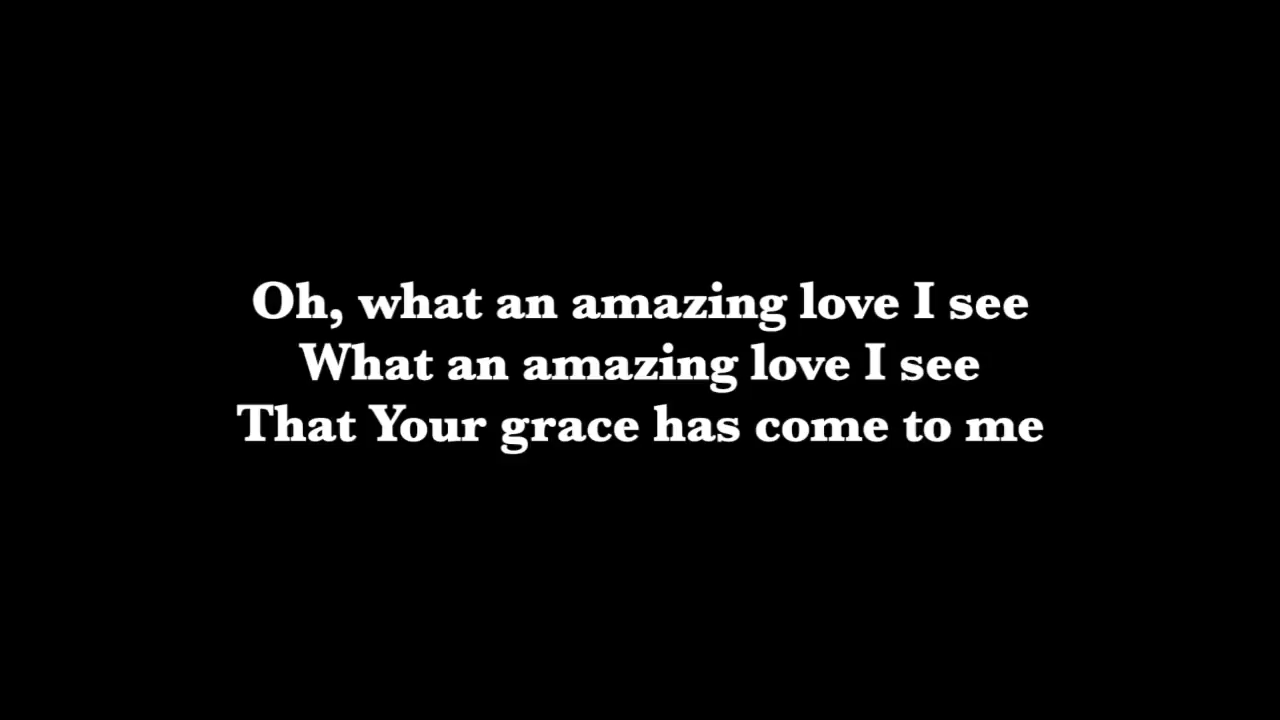 Oh, what an amazing love I see
What an amazing love I see
That Your grace has come to me